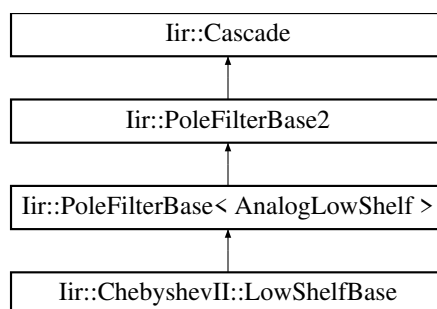 Iir::Cascade
Iir::PoleFilterBase2
Iir::PoleFilterBase< AnalogLowShelf >
Iir::ChebyshevII::LowShelfBase